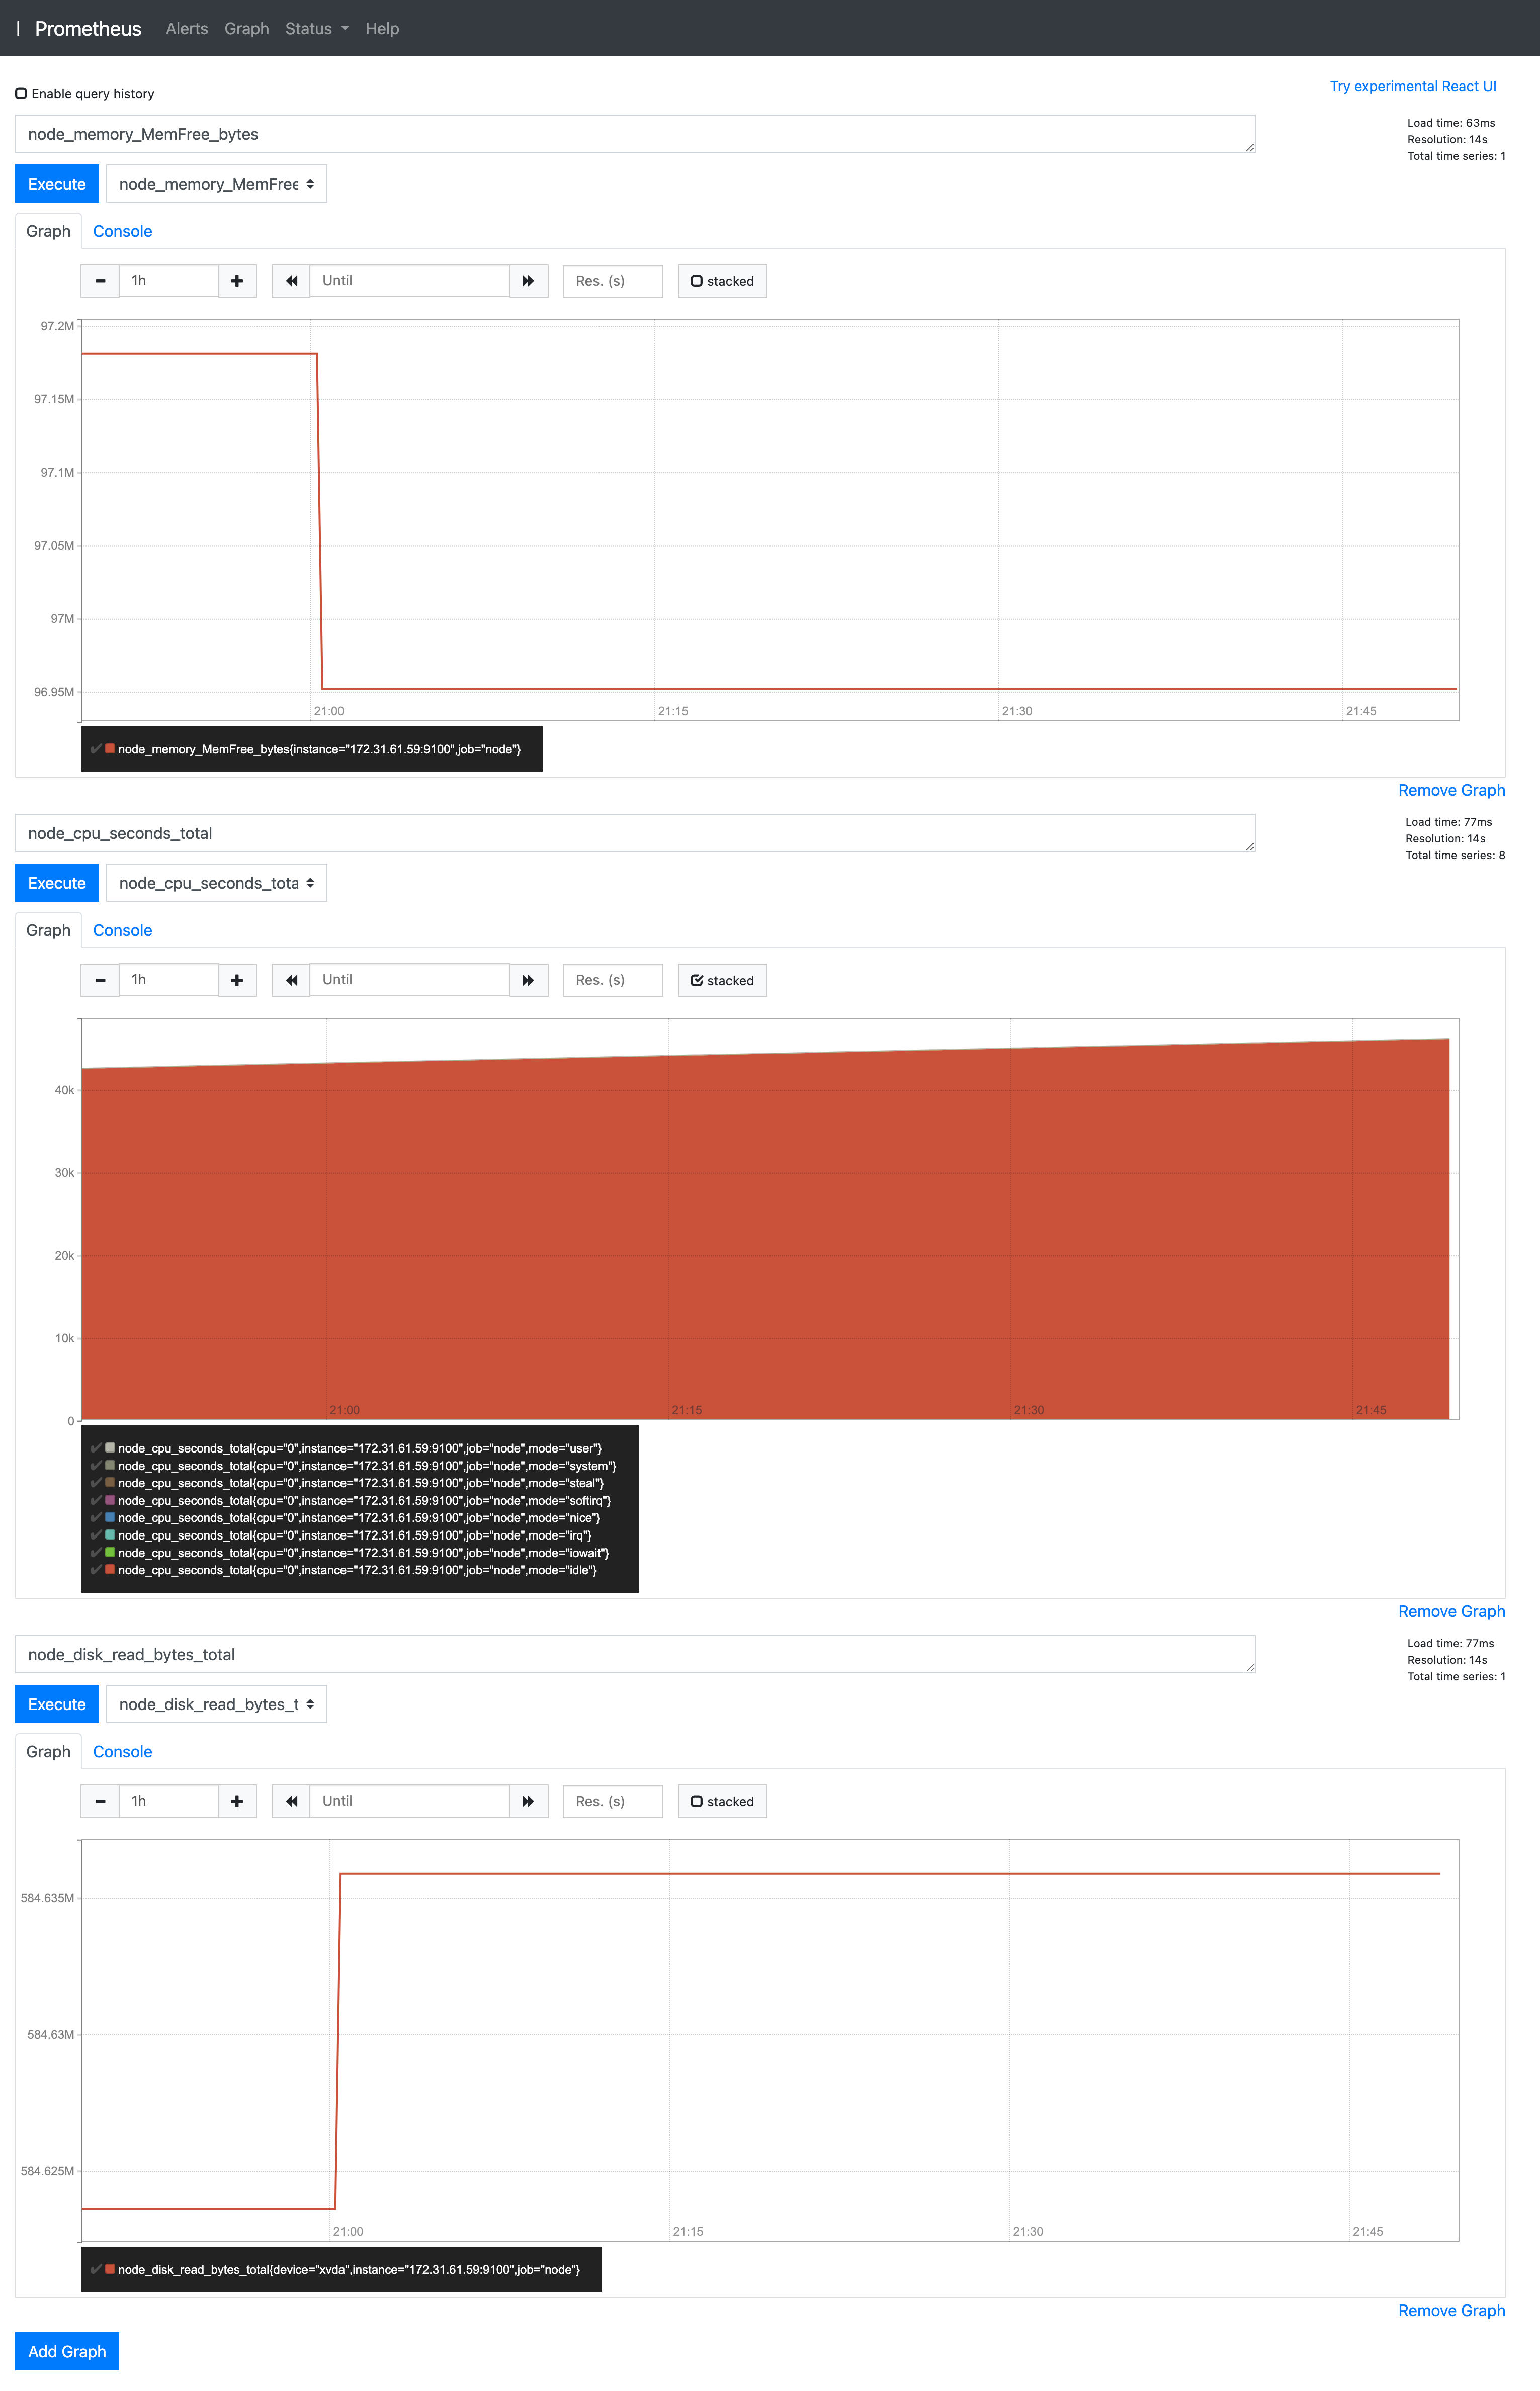 Prometheus Alerts Graph Status Help
Enable query history
Try experimental React UI
node_memory_MemFree_bytes
Load time: 63ms
Resolution: 14s
Total time series: 1
Execute node_memory_MemFree
Graph Console
1h Until Res. (s) stacked
97.2M
97.15M
97.1M
97.05M
97M
96.95M
21:00 21:15 21:30 21:45
node_memory_MemFree_bytes{instance="172.31.61.59:9100",job="node"}
Remove Graph
node_cpu_seconds_total
Load time: 77ms
Resolution: 14s
Total time series: 8
Execute node_cpu_seconds_tota
Graph Console
1h Until Res. (s) stacked
40k
30k
20k
10k
21:00 21:15 21:30 21:45
0
node_cpu_seconds_total{cpu="0",instance="172.31.61.59:9100",job="node",mode="user"}
node_cpu_seconds_total{cpu="0",instance="172.31.61.59:9100",job="node",mode="system"}
node_cpu_seconds_total{cpu="0",instance="172.31.61.59:9100",job="node",mode="steal"}
node_cpu_seconds_total{cpu="0",instance="172.31.61.59:9100",job="node",mode="softirq"}
node_cpu_seconds_total{cpu="0",instance="172.31.61.59:9100",job="node",mode="nice"}
node_cpu_seconds_total{cpu="0",instance="172.31.61.59:9100",job="node",mode="irq"}
node_cpu_seconds_total{cpu="0",instance="172.31.61.59:9100",job="node",mode="iowait"}
node_cpu_seconds_total{cpu="0",instance="172.31.61.59:9100",job="node",mode="idle"}
Remove Graph
node_disk_read_bytes_total
Load time: 77ms
Resolution: 14s
Total time series: 1
Execute node_disk_read_bytes_t
Graph Console
1h Until Res. (s) stacked
584.635M
584.63M
584.625M
21:00 21:15 21:30 21:45
node_disk_read_bytes_total{device="xvda",instance="172.31.61.59:9100",job="node"}
Remove Graph
Add Graph